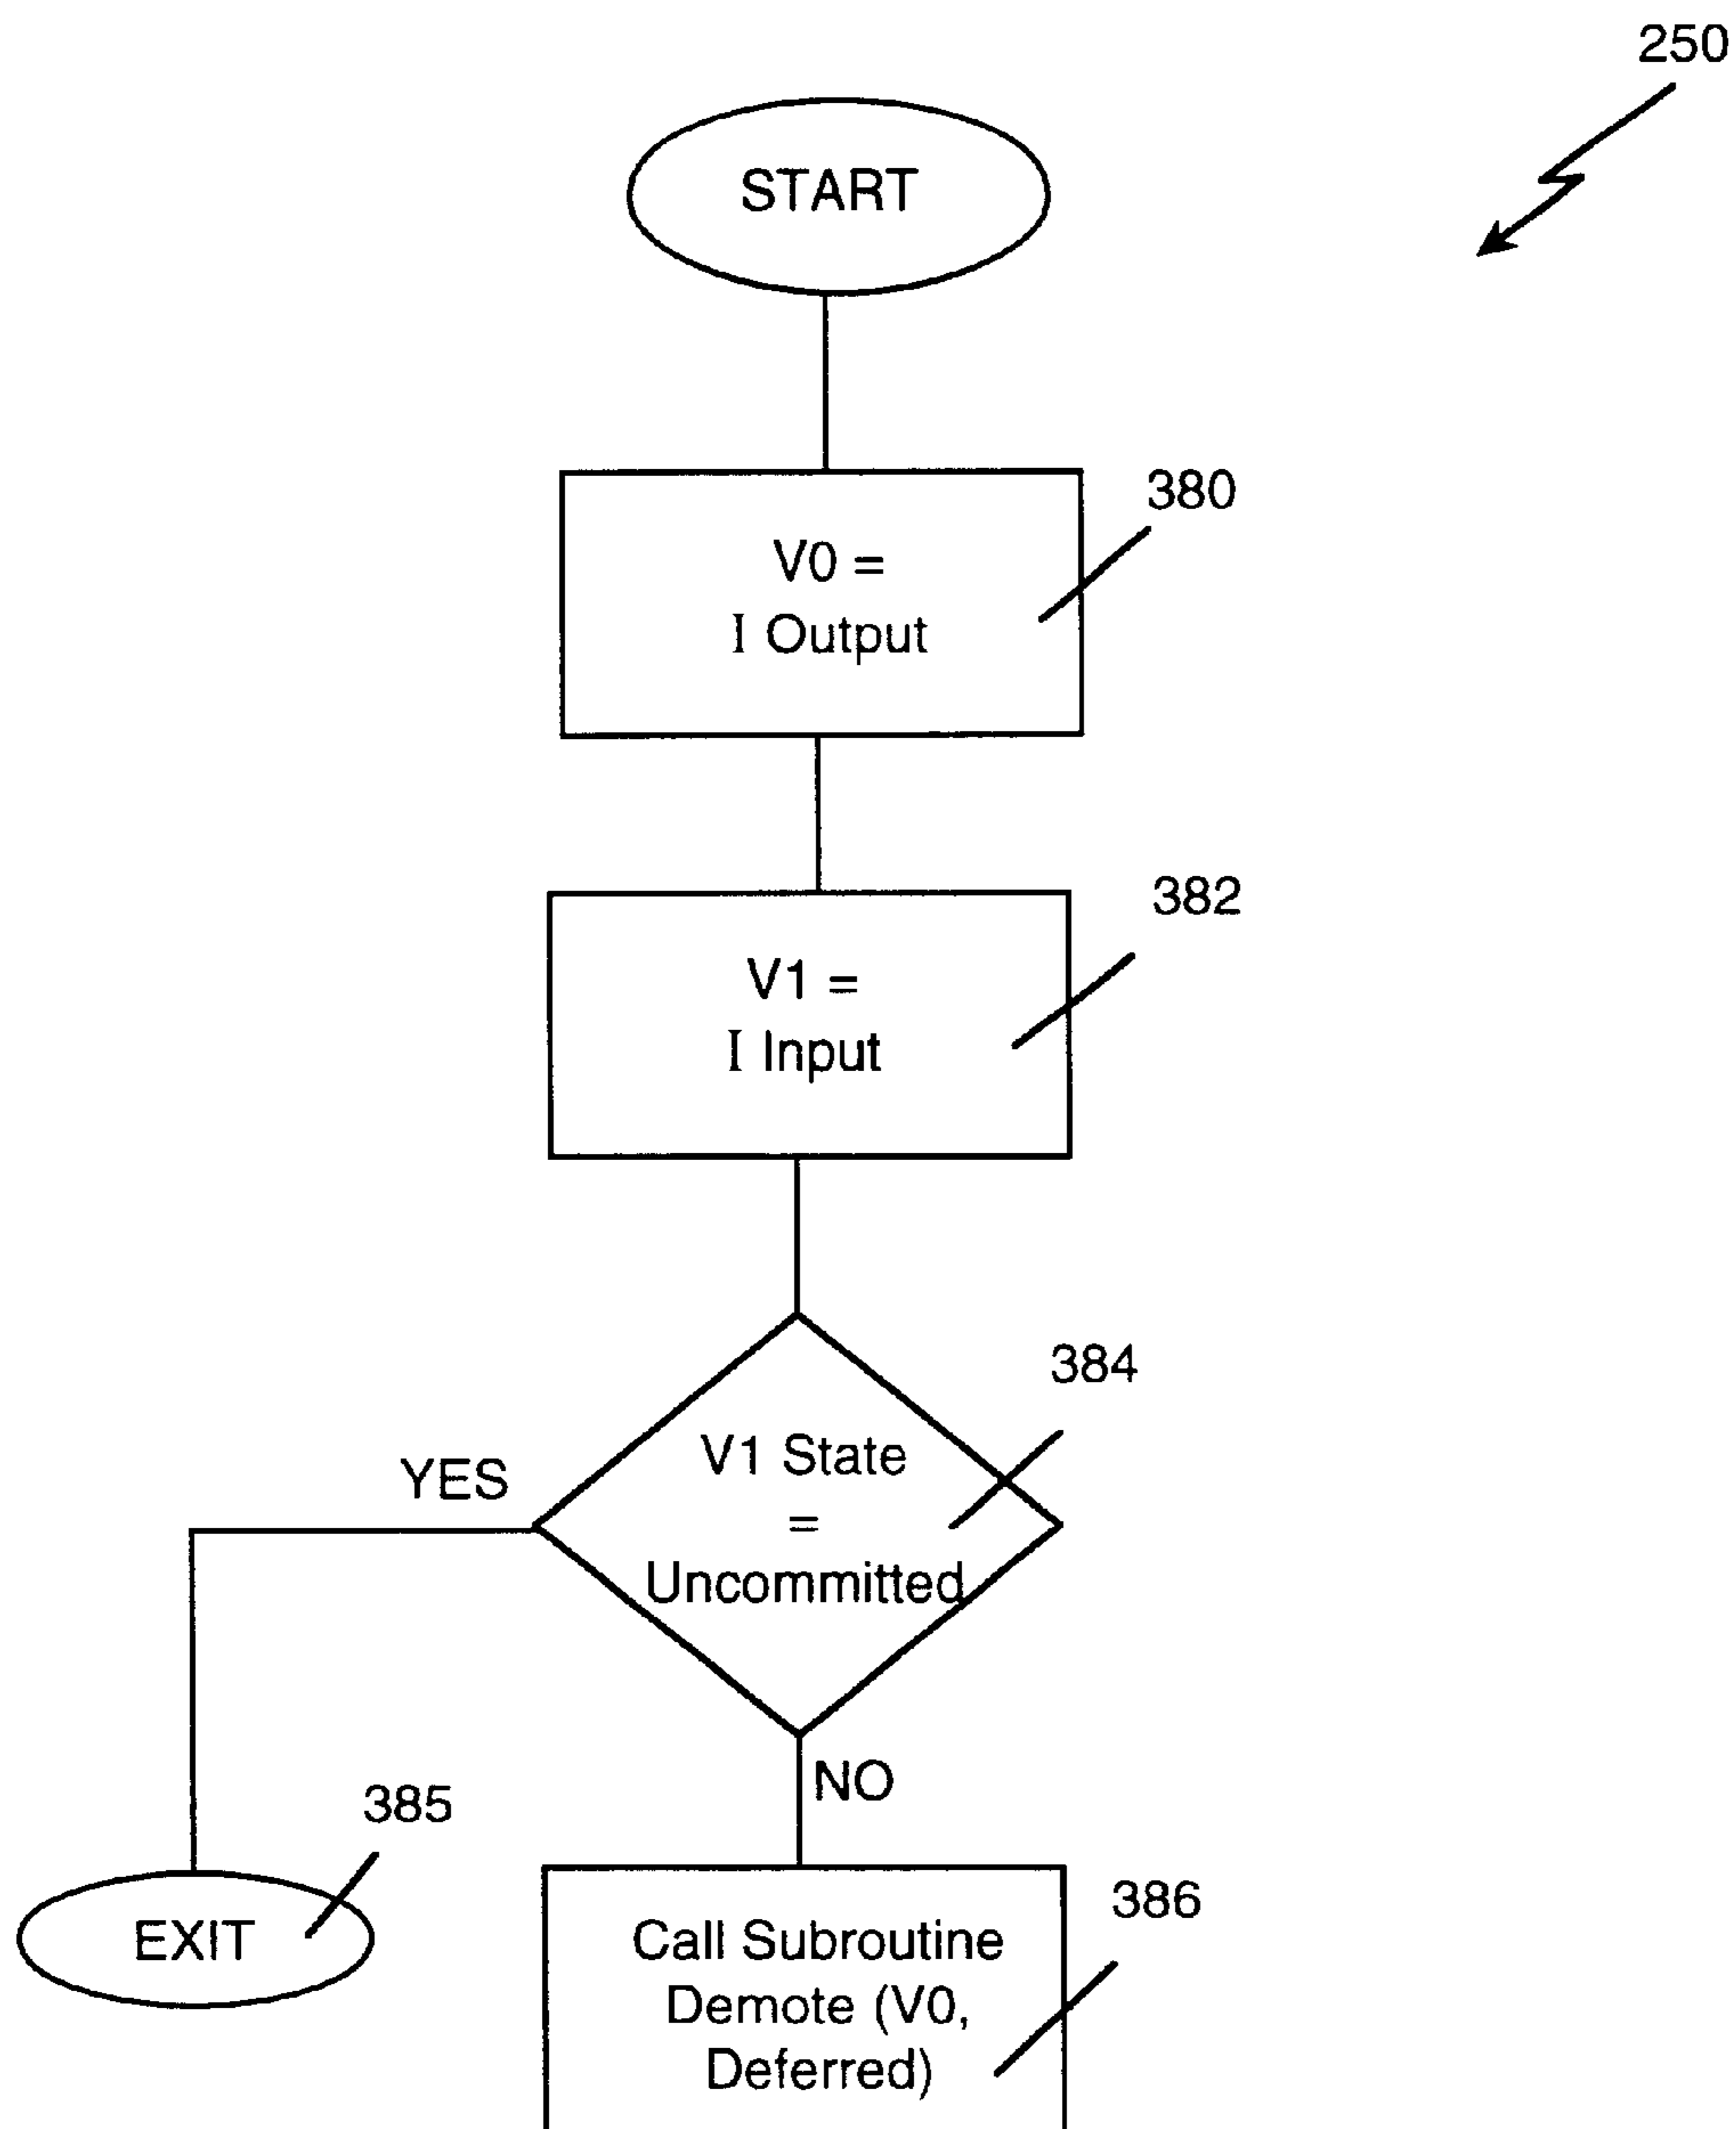 250
START
380
V0 =
I Output
382
V1 =
I Input
384
V1 State
=
Uncommitted
YES
NO
385
EXIT
386
Call Subroutine
Demote (V0,
Deferred)